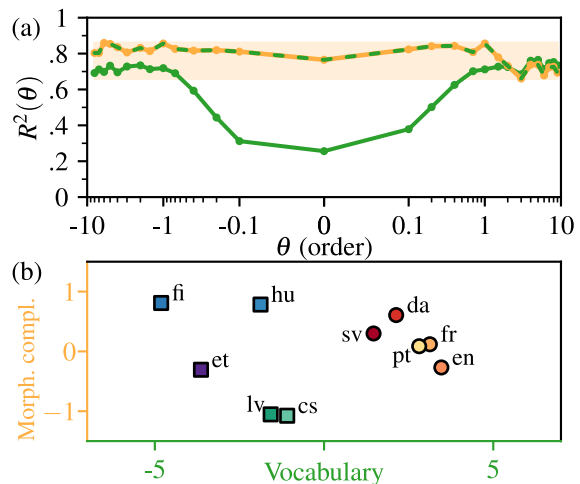 (a)
R²(θ)
1
.8
.6
.4
.2
0
-10 -1 -0.1 0 0.1 1 10
θ (order)
(b)
Morph. compl.
1
0
−1
fi hu da
sv fr
pt en
et
lv cs
-5 0 5
Vocabulary